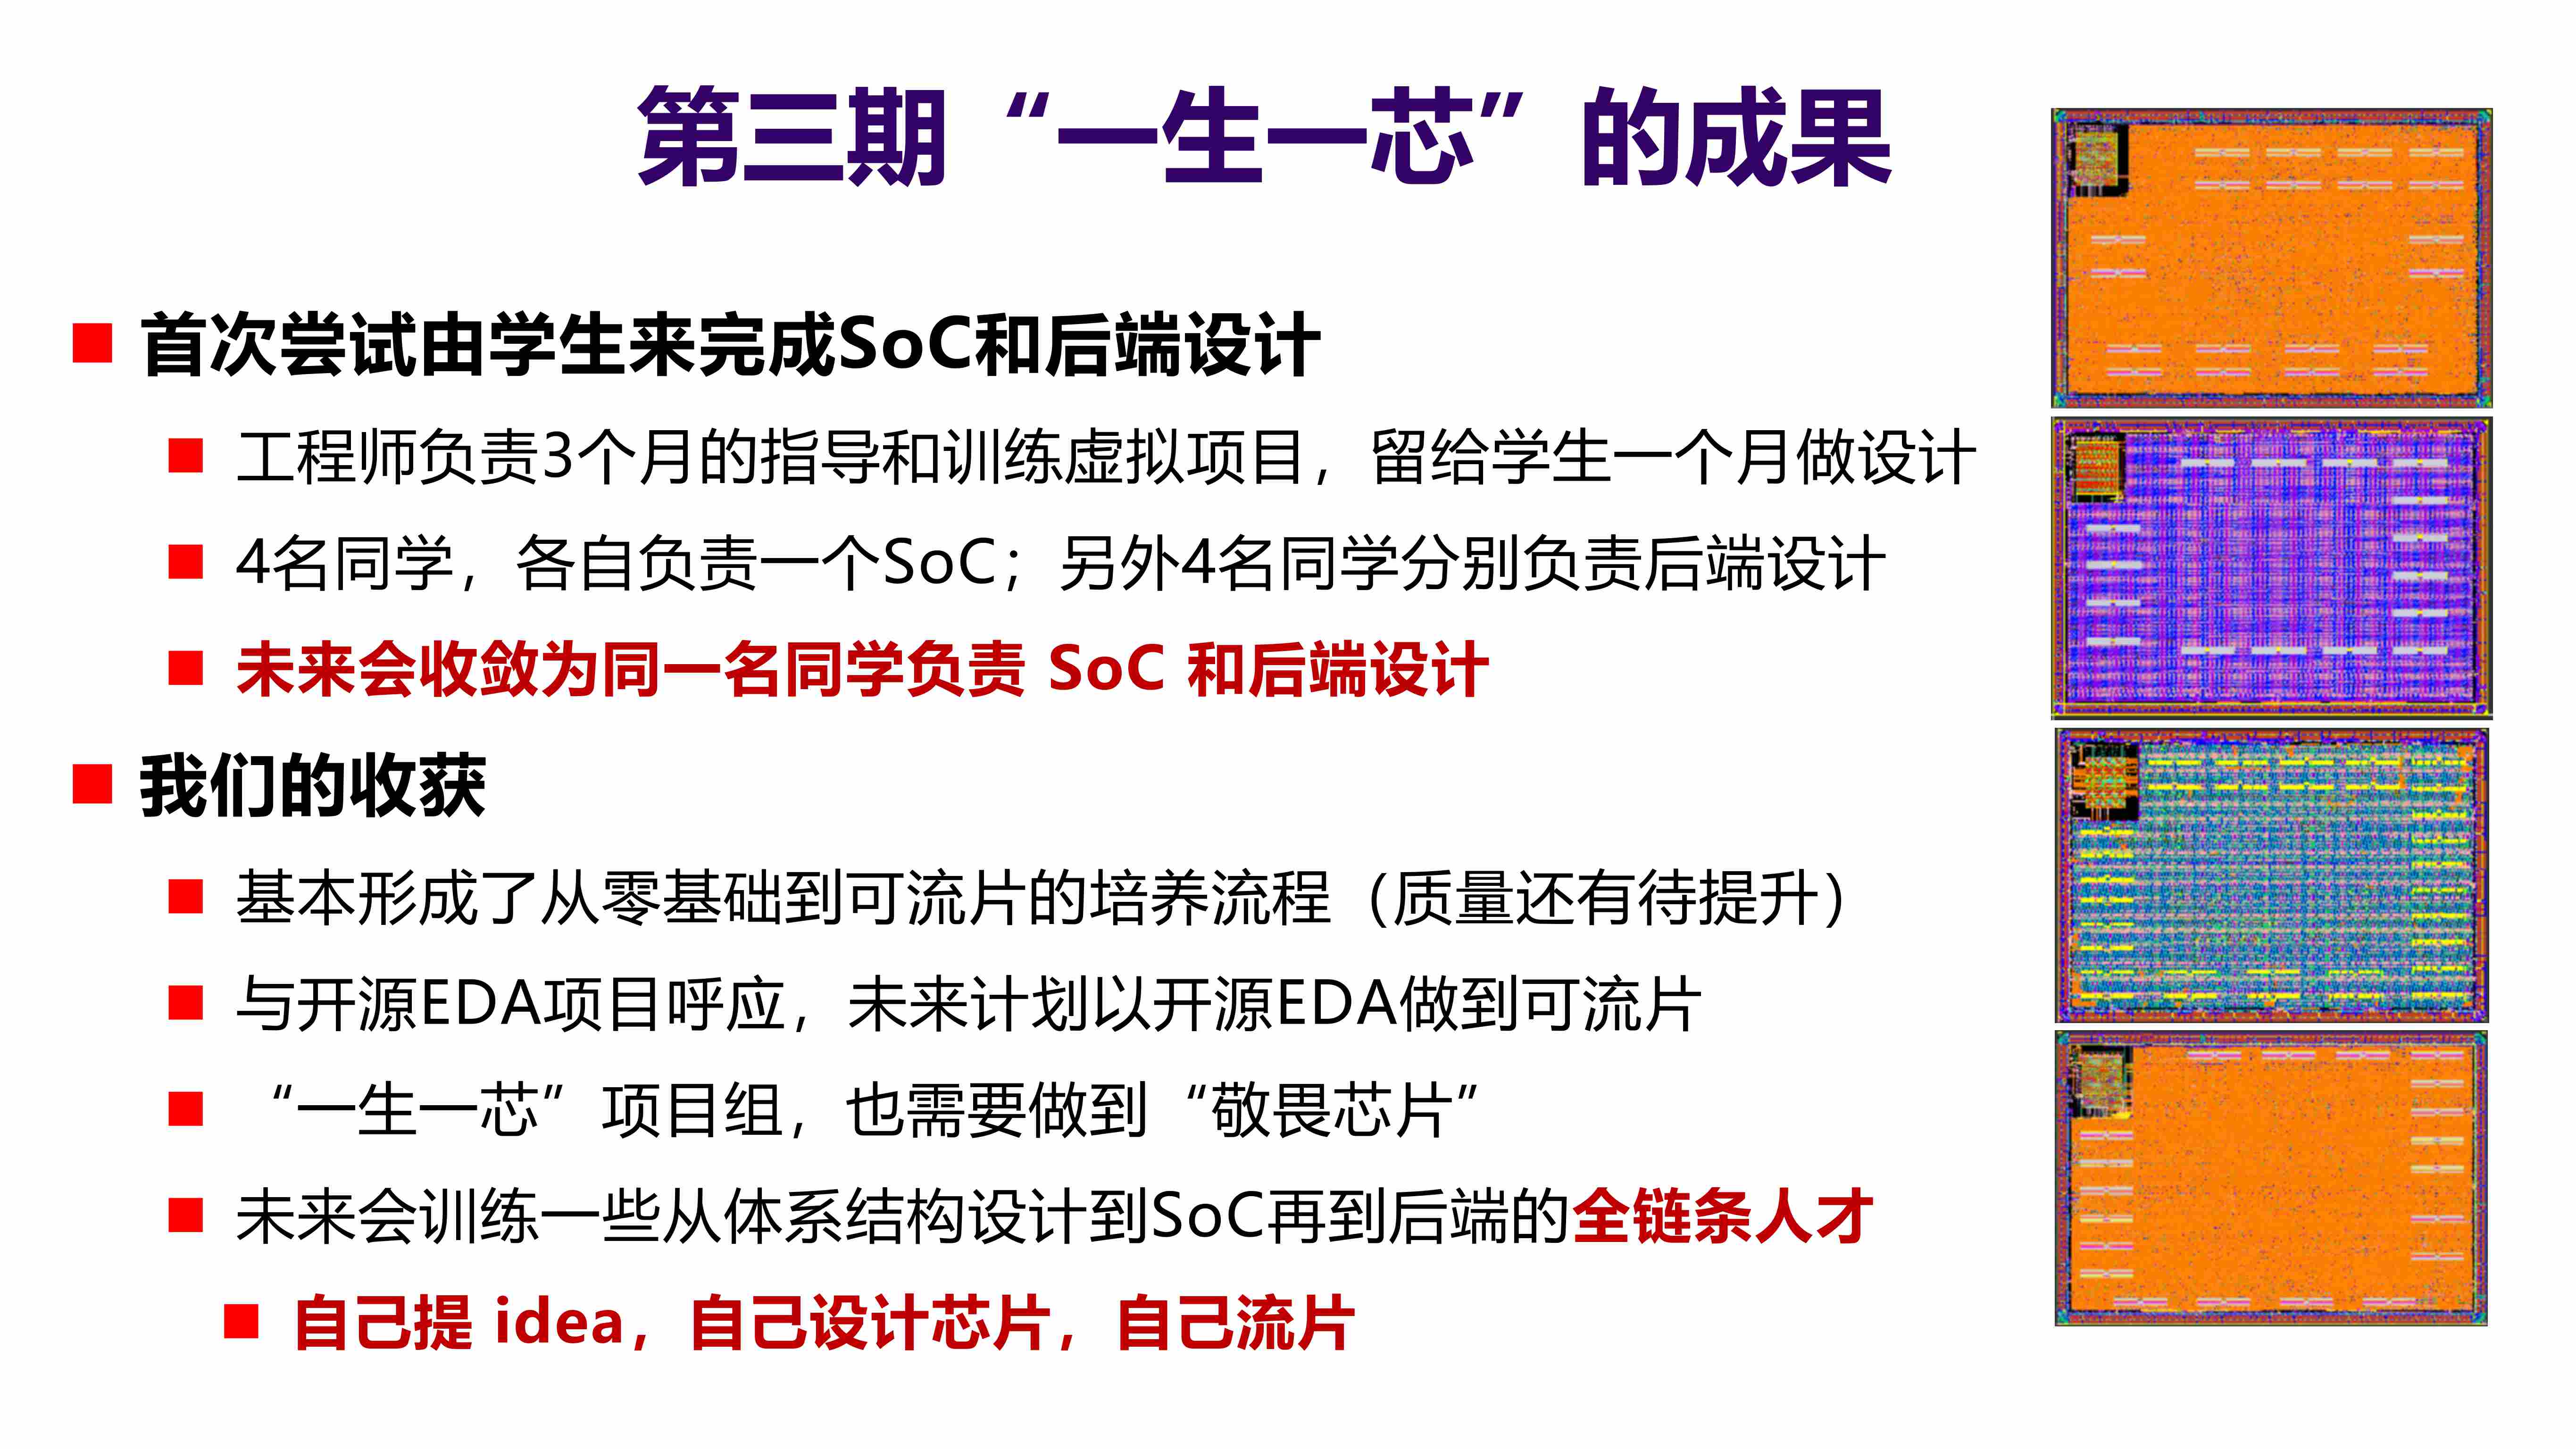 第三期“一生一芯”的成果
首次尝试由学生来完成SoC和后端设计
工程师负责3个月的指导和训练虚拟项目，留给学生一个月做设计
4名同学，各自负责一个SoC；另外4名同学分别负责后端设计
未来会收敛为同一名同学负责 SoC 和后端设计
我们的收获
基本形成了从零基础到可流片的培养流程（质量还有待提升）
与开源EDA项目呼应，未来计划以开源EDA做到可流片
“一生一芯”项目组，也需要做到“敬畏芯片”
未来会训练一些从体系结构设计到SoC再到后端的全链条人才
自己提 idea，自己设计芯片，自己流片